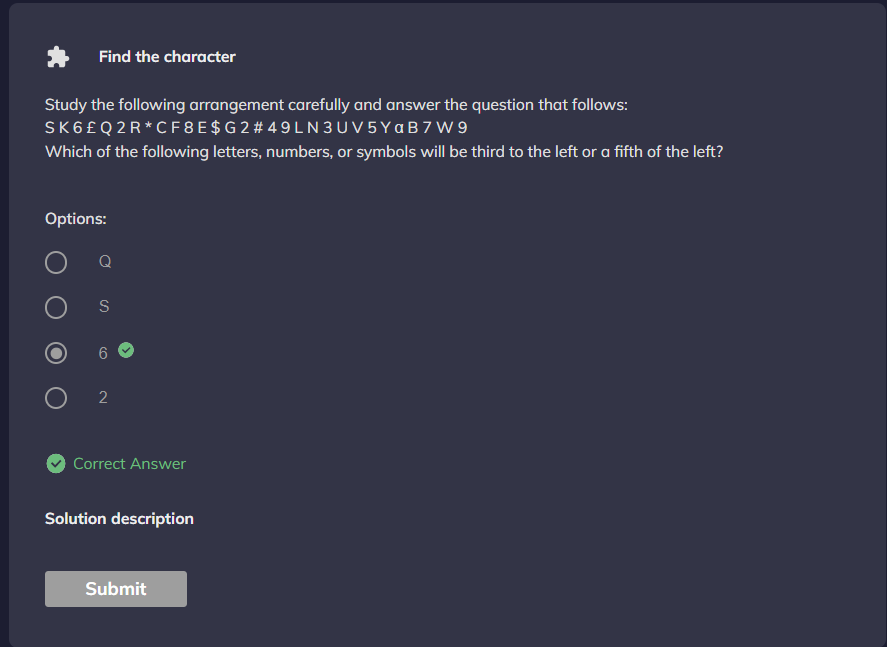 Find the character
Study the following arrangement carefully and answer the question that follows:
S K 6 £ Q 2 R * C F 8 E $ G 2 # 4 9 L N 3 U V 5 Y α B 7 W 9
Which of the following letters, numbers, or symbols will be third to the left or a fifth of the left?
Options:
Q
S
6
2
Correct Answer
Solution description
Submit